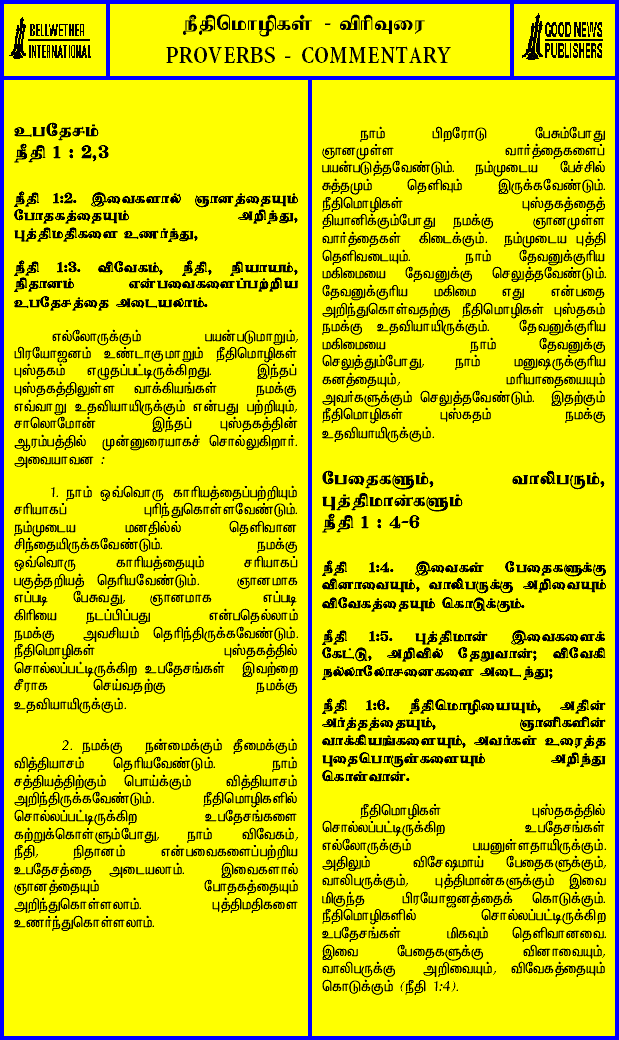 BELLWETHER
INTERNATIONAL
நீதிமொழிகள் - விரிவுரை
PROVERBS - COMMENTARY
GOOD NEWS
PUBLISHERS
உபதேசம்
நீதி 1 : 2,3
நீதி 1:2. இவைகளால் ஞானத்தையும்
போதகத்தையும் அறிந்து,
புத்திமதிகளை உணர்ந்து,
நீதி 1:3. விவேகம், நீதி, நியாயம்,
நிதானம் என்பவைகளைப்பற்றிய
உபதேசத்தை அடையலாம்.
எல்லோருக்கும் பயன்படுமாறும்,
பிரயோஜனம் உண்டாகுமாறும் நீதிமொழிகள்
புஸ்தகம் எழுதப்பட்டிருக்கிறது. இந்தப்
புஸ்தகத்திலுள்ள வாக்கியங்கள் நமக்கு
எவ்வாறு உதவியாயிருக்கும் என்பது பற்றியும்,
சாலொமோன் இந்தப் புஸ்தகத்தின்
ஆரம்பத்தில் முன்னுரையாகச் சொல்லுகிறார்.
அவையாவன :
1. நாம் ஒவ்வொரு காரியத்தைப்பற்றியும்
சரியாகப் புரிந்துகொள்ளவேண்டும்.
நம்முடைய மனதில்ல் தெளிவான
சிந்தையிருக்கவேண்டும். நமக்கு
ஒவ்வொரு காரியத்தையும் சரியாகப்
பகுத்தறியத் தெரியவேண்டும். ஞானமாக
எப்படி பேசுவது, ஞானமாக எப்படி
கிரியை நடப்பிப்பது என்பதெல்லாம்
நமக்கு அவசியம் தெரிந்திருக்கவேண்டும்.
நீதிமொழிகள் புஸ்தகத்தில்
சொல்லப்பட்டிருக்கிற உபதேசங்கள் இவற்றை
சீராக செய்வதற்கு நமக்கு
உதவியாயிருக்கும்.
2. நமக்கு நன்மைக்கும் தீமைக்கும்
வித்தியாசம் தெரியவேண்டும். நாம்
சத்தியத்திற்கும் பொய்க்கும் வித்தியாசம்
அறிந்திருக்கவேண்டும். நீதிமொழிகளில்
சொல்லப்பட்டிருக்கிற உபதேசங்களை
கற்றுக்கொள்ளும்போது, நாம் விவேகம்,
நீதி, நிதானம் என்பவைகளைப்பற்றிய
உபதேசத்தை அடையலாம். இவைகளால்
ஞானத்தையும் போதகத்தையும்
அறிந்துகொள்ளலாம். புத்திமதிகளை
உணர்ந்துகொள்ளலாம்.
நாம் பிறரோடு பேசும்போது
ஞானமுள்ள வார்த்தைகளைப்
பயன்படுத்தவேண்டும். நம்முடைய பேச்சில்
சுத்தமும் தெளிவும் இருக்கவேண்டும்.
நீதிமொழிகள் புஸ்தகத்தைத்
தியானிக்கும்போது நமக்கு ஞானமுள்ள
வார்த்தைகள் கிடைக்கும். நம்முடைய புத்தி
தெளிவடையும். நாம் தேவனுக்குரிய
மகிமையை தேவனுக்கு செலுத்தவேண்டும்.
தேவனுக்குரிய மகிமை எது என்பதை
அறிந்துகொள்வதற்கு நீதிமொழிகள் புஸ்தகம்
நமக்கு உதவியாயிருக்கும். தேவனுக்குரிய
மகிமையை நாம் தேவனுக்கு
செலுத்தும்போது, நாம் மனுஷருக்குரிய
கனத்தையும், மரியாதையையும்
அவர்களுக்கும் செலுத்தவேண்டும். இதற்கும்
நீதிமொழிகள் புஸ்கதம் நமக்கு
உதவியாயிருக்கும்.
பேதைகளும், வாலிபரும்,
புத்திமான்களும்
நீதி 1 : 4-6
நீதி 1:4. இவைகள் பேதைகளுக்கு
வினாவையும், வாலிபருக்கு அறிவையும்
விவேகத்தையும் கொடுக்கும்.
நீதி 1:5. புத்திமான் இவைகளைக்
கேட்டு, அறிவில் தேறுவான்; விவேகி
நல்லாலோசனைகளை அடைந்து;
நீதி 1:6. நீதிமொழியையும், அதின்
அர்த்தத்தையும், ஞானிகளின்
வாக்கியங்களையும், அவர்கள் உரைத்த
புதைபொருள்களையும் அறிந்து
கொள்வான்.
நீதிமொழிகள் புஸ்தகத்தில்
சொல்லப்பட்டிருக்கிற உபதேசங்கள்
எல்லோருக்கும் பயனுள்ளதாயிருக்கும்.
அதிலும் விசேஷமாய் பேதைகளுக்கும்,
வாலிபருக்கும், புத்திமான்களுக்கும் இவை
மிகுந்த பிரயோஜனத்தைக் கொடுக்கும்.
நீதிமொழிகளில் சொல்லப்பட்டிருக்கிற
உபதேசங்கள் மிகவும் தெளிவானவை.
இவை பேதைகளுக்கு வினாவையும்,
வாலிபருக்கு அறிவையும், விவேகத்தையும்
கொடுக்கும் (நீதி 1:4).